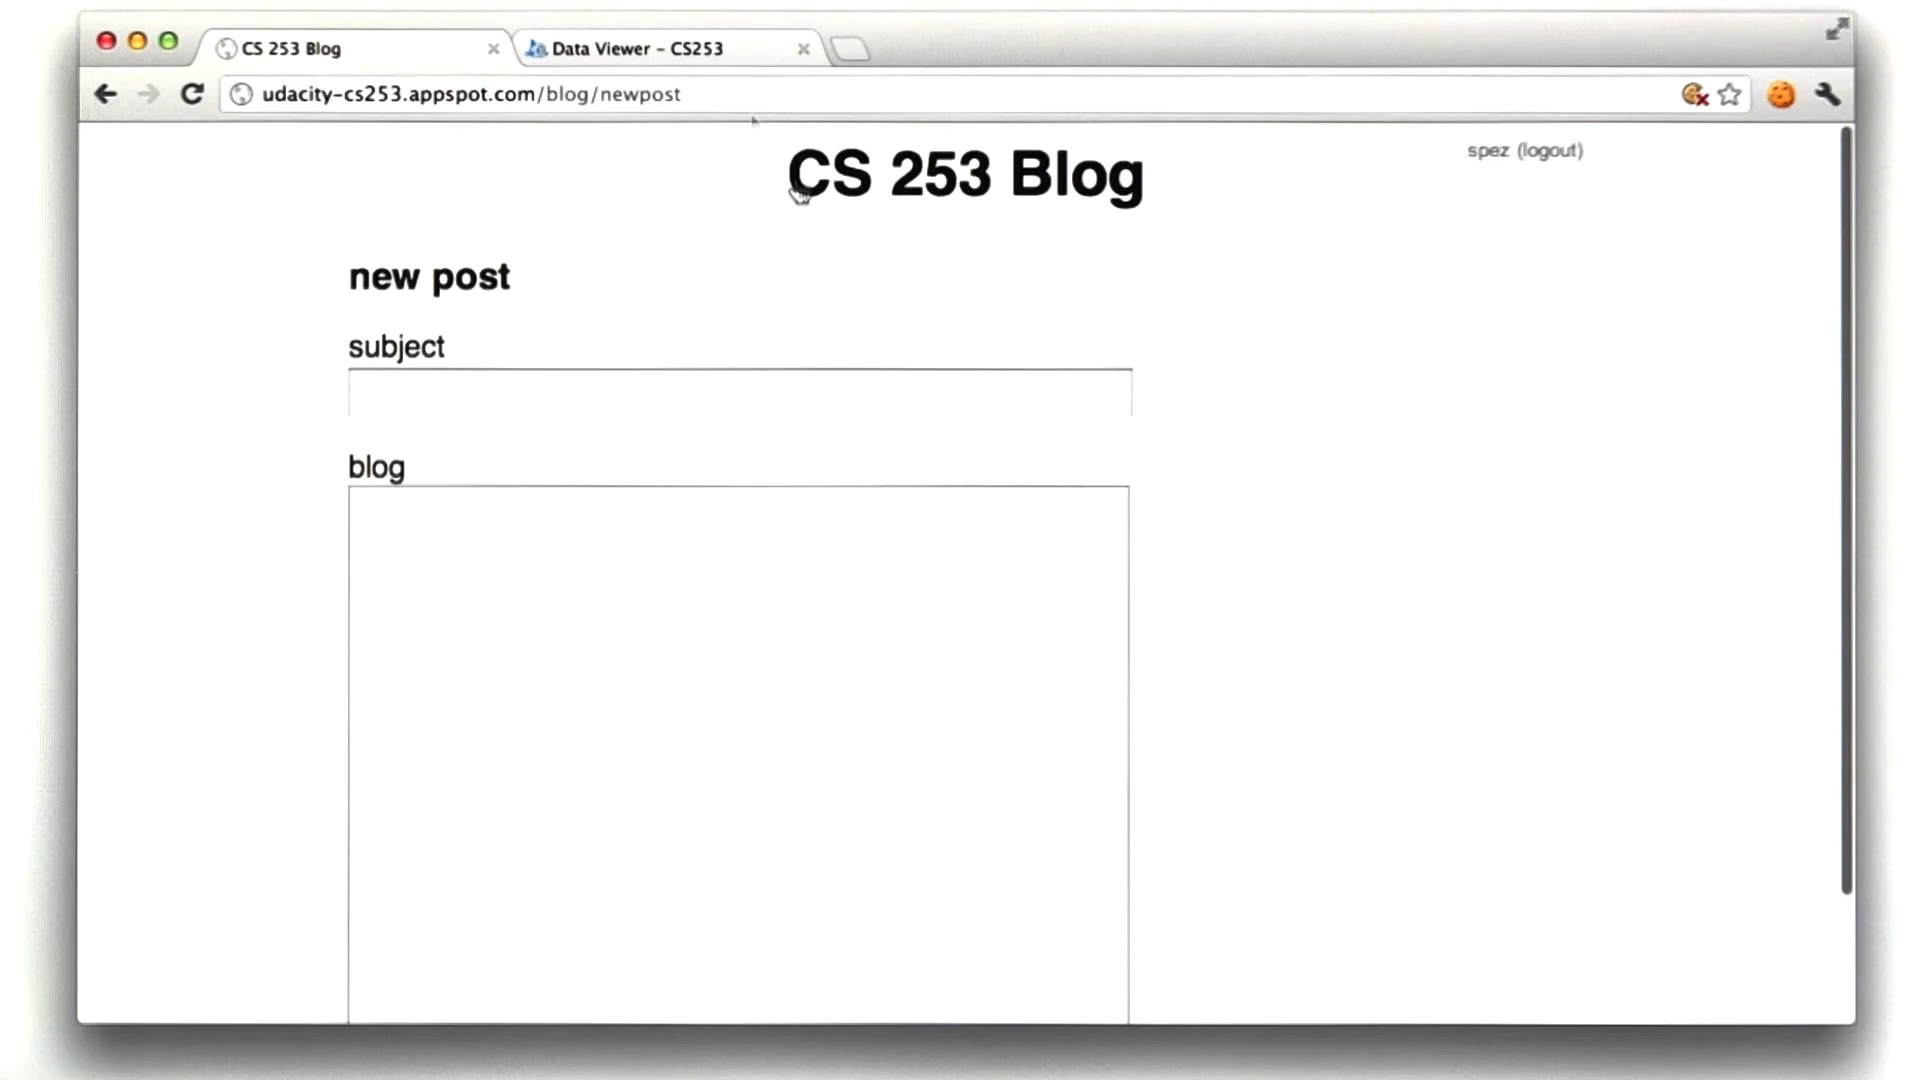 CS 253 Blog
Data Viewer - CS253
udacity-cs253.appspot.com/blog/newpost
spez (logout)
CS 253 Blog
new post
subject
blog